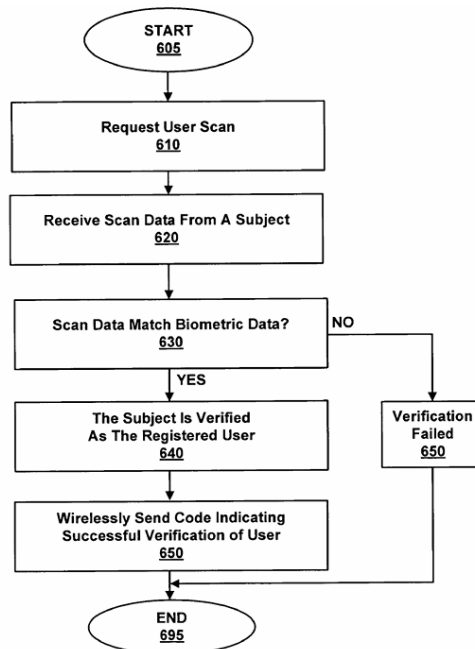 START
605
Request User Scan
610
Receive Scan Data From A Subject
620
Scan Data Match Biometric Data?
630
NO
YES
The Subject Is Verified
As The Registered User
640
Verification
Failed
650
Wirelessly Send Code Indicating
Successful Verification of User
650
END
695